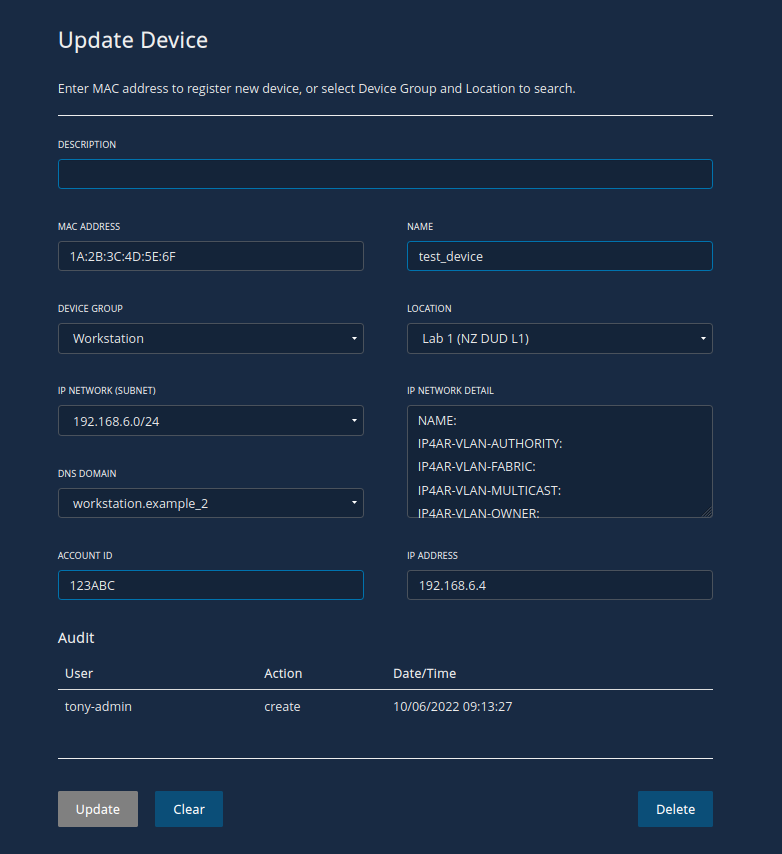 Update Device
Enter MAC address to register new device, or select Device Group and Location to search.
DESCRIPTION
MAC ADDRESS
1A:2B:3C:4D:5E:6F
NAME
test_device
DEVICE GROUP
Workstation
LOCATION
Lab 1 (NZ DUD L1)
IP NETWORK (SUBNET)
192.168.6.0/24
IP NETWORK DETAIL
NAME:
IP4AR-VLAN-AUTHORITY:
IP4AR-VLAN-FABRIC:
IP4AR-VLAN-MULTICAST:
IP4AR-VLAN-OWNER:
DNS DOMAIN
workstation.example_2
ACCOUNT ID
123ABC
IP ADDRESS
192.168.6.4
Audit
User Action Date/Time
tony-admin create 10/06/2022 09:13:27
Update Clear Delete